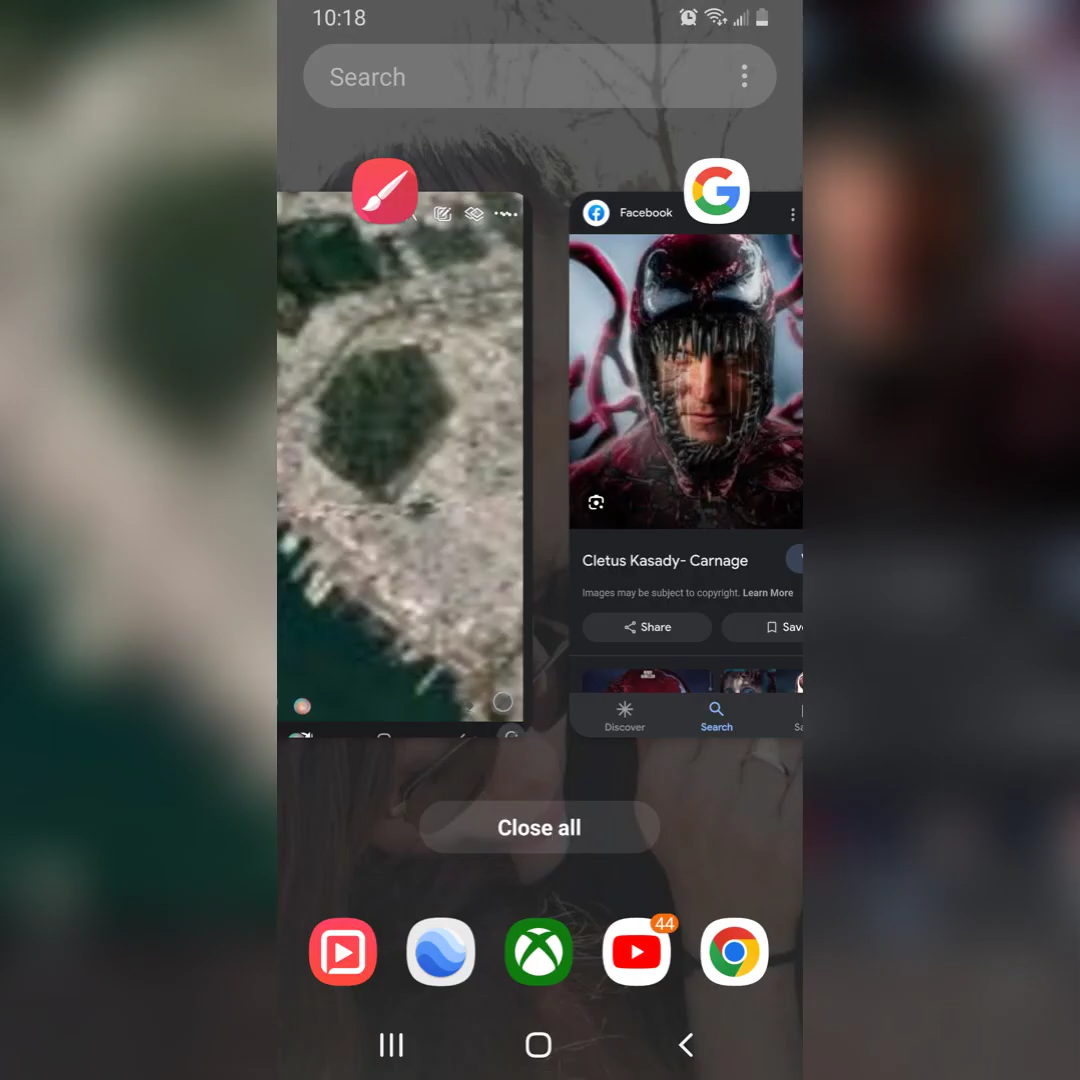 10:18
Search
Facebook
Cletus Kasady- Carnage
Images may be subject to copyright. Learn More
Share
Save
Discover
Search
Close all
44